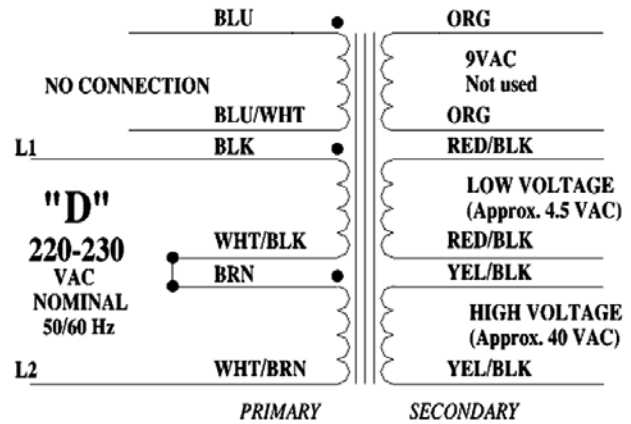 BLU ORG
9VAC
Not used
NO CONNECTION
BLU/WHT ORG
L1 BLK RED/BLK
LOW VOLTAGE
(Approx. 4.5 VAC)
"D"
220-230
VAC
NOMINAL
50/60 Hz
WHT/BLK RED/BLK
BRN YEL/BLK
HIGH VOLTAGE
(Approx. 40 VAC)
L2 WHT/BRN YEL/BLK
PRIMARY SECONDARY